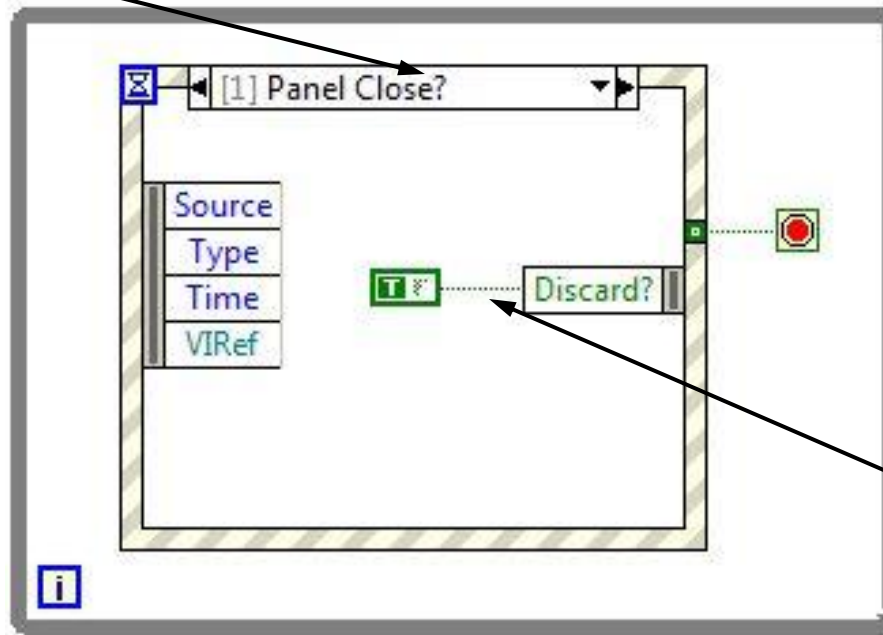 [1] Panel Close?
Source
Type
Time
VIRef
T F
Discard?
i